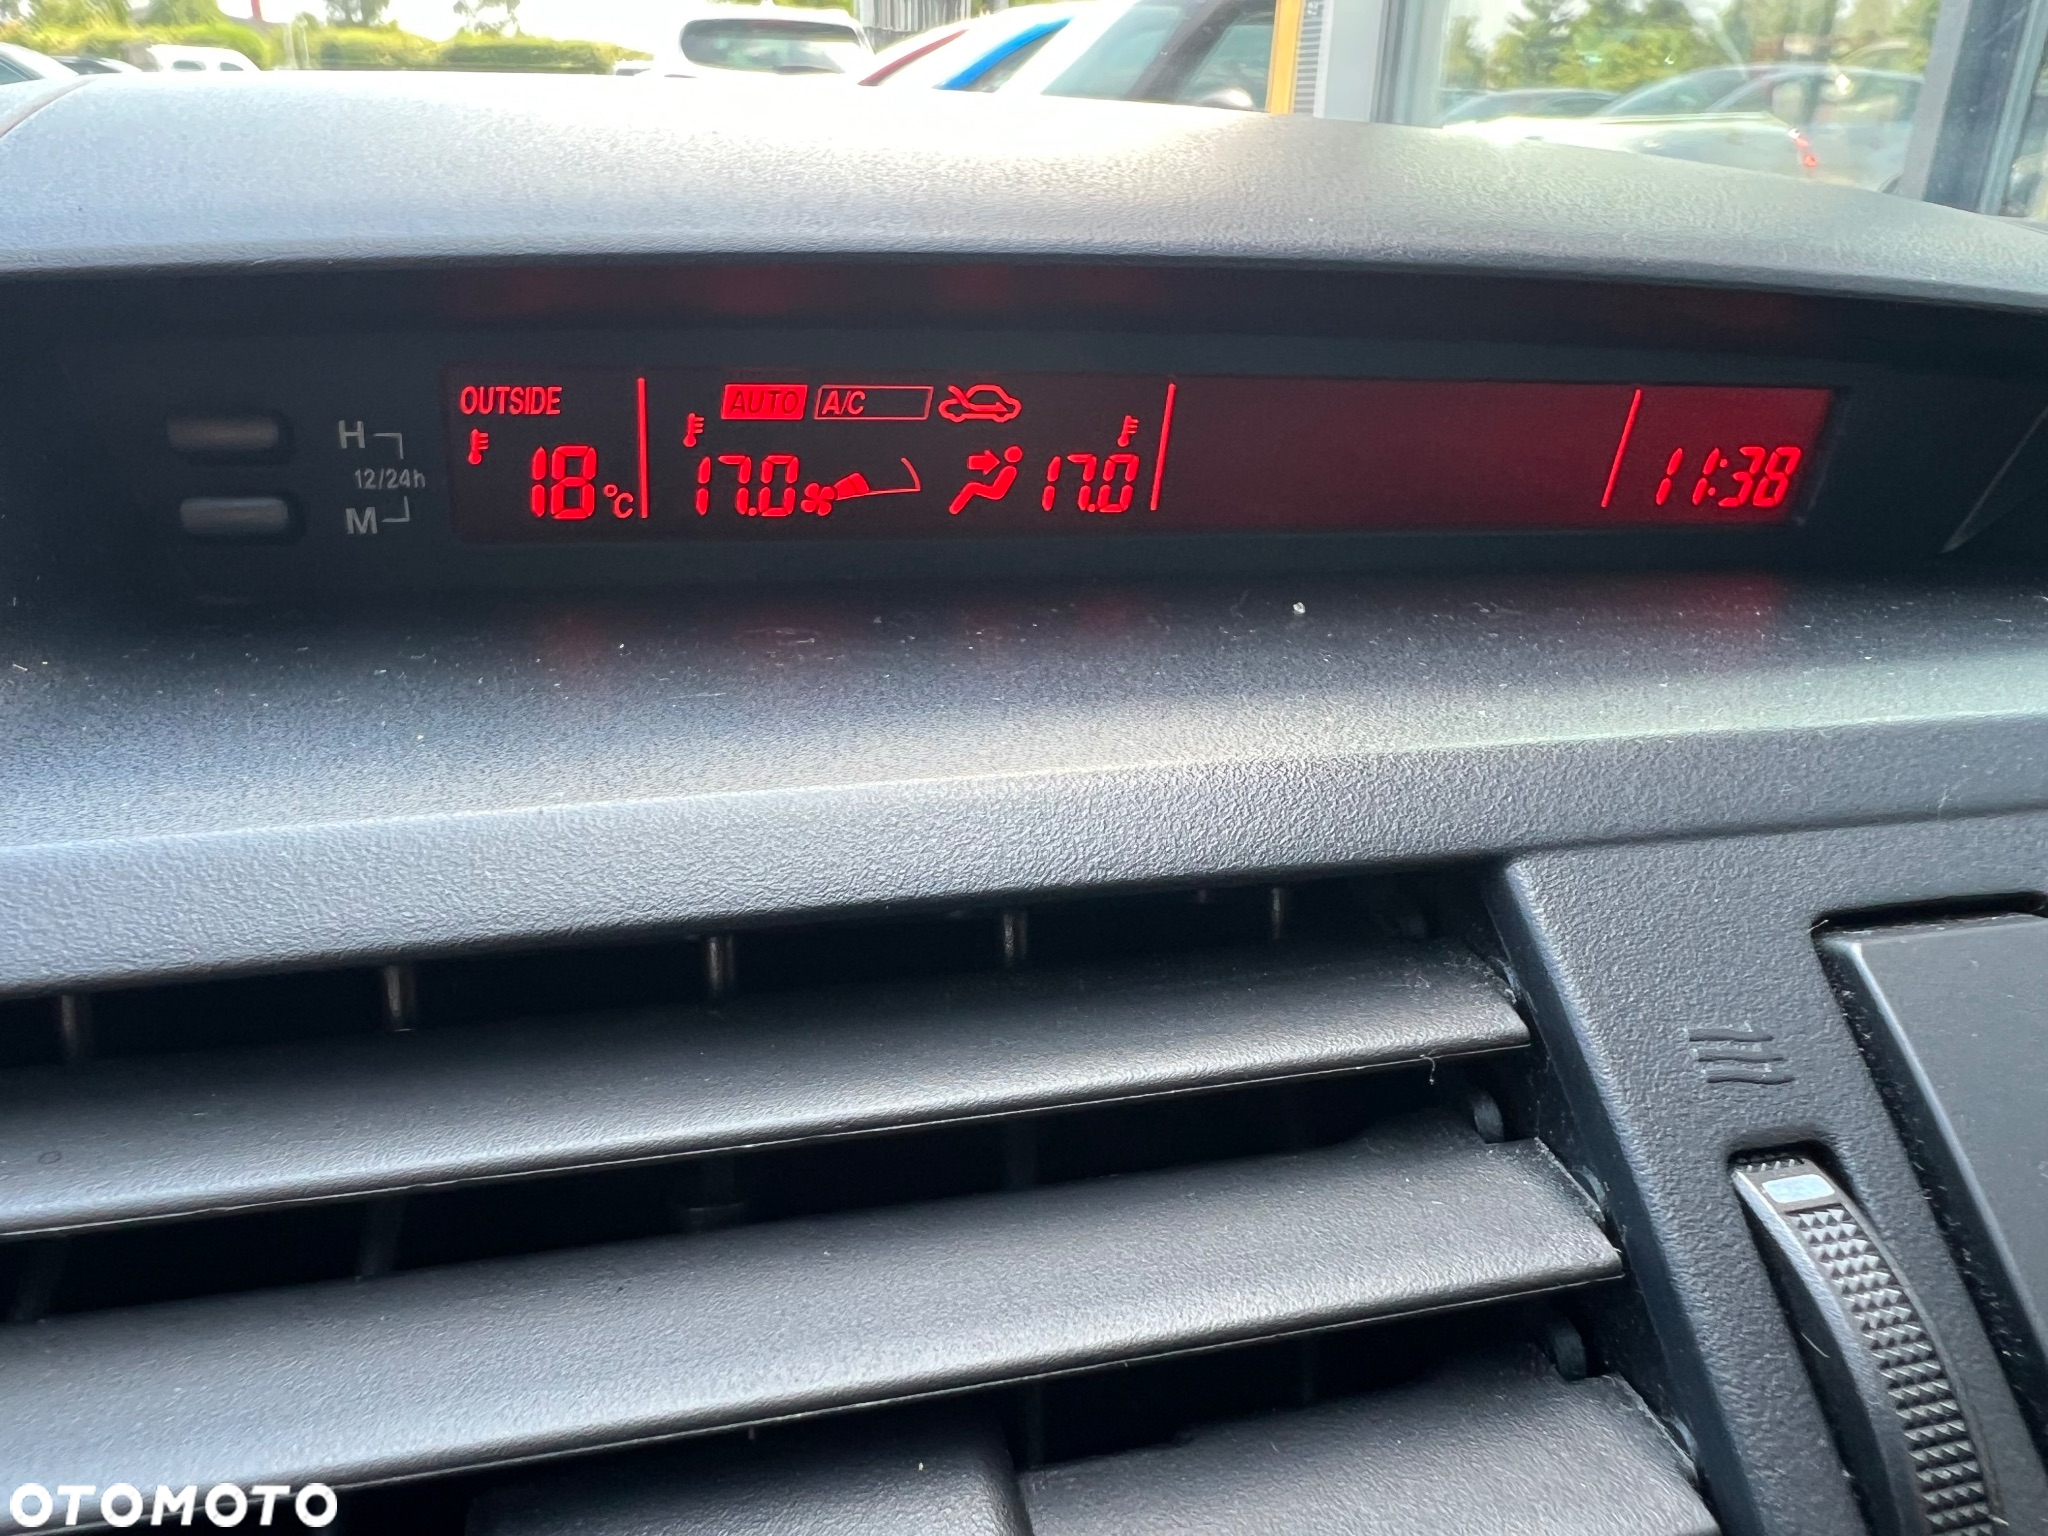 OUTSIDE
AUTO A/C
H
12/24h
M
18 °C
17.0
17.0
11:38
OTOMOTO